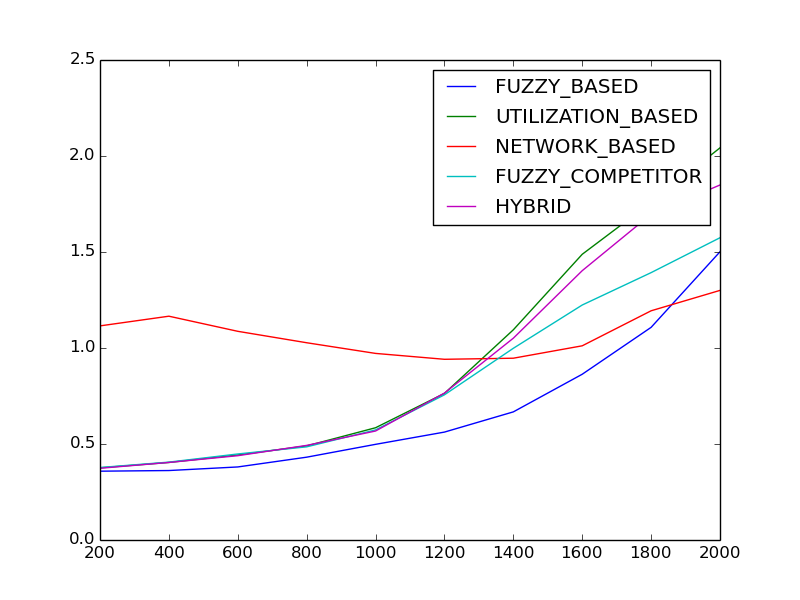 2.5
2.0
1.5
1.0
0.5
0.0
200 400 600 800 1000 1200 1400 1600 1800 2000
FUZZY_BASED
UTILIZATION_BASED
NETWORK_BASED
FUZZY_COMPETITOR
HYBRID